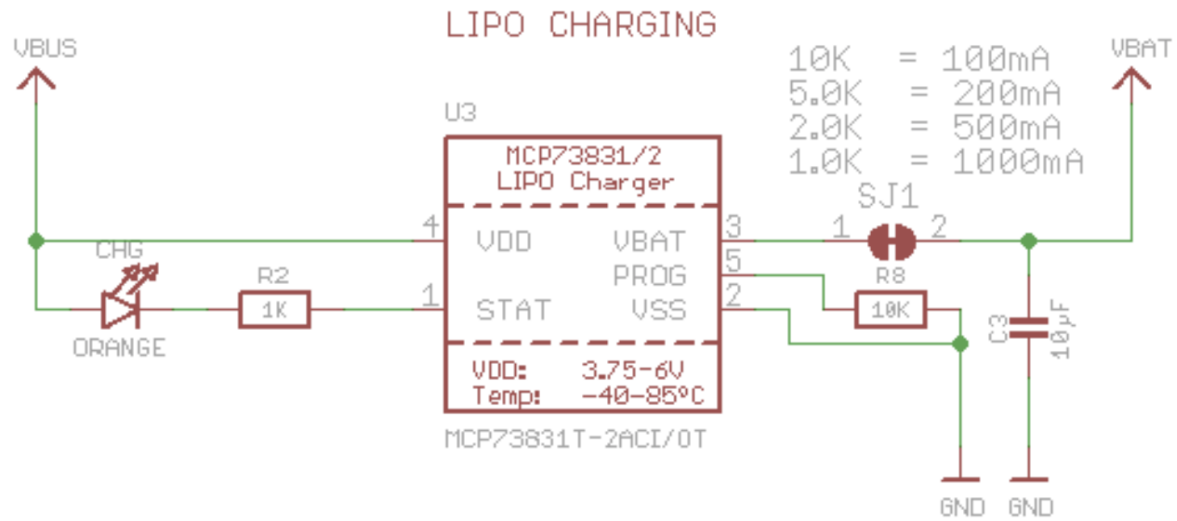 LIPO CHARGING
VBUS
VBAT
10K = 100mA
5.0K = 200mA
2.0K = 500mA
1.0K = 1000mA
U3
MCP73831/2
LIPO Charger
SJ1
4
VDD
VBAT
3
1
2
CHG
R2
1K
PROG
5
R8
10K
1
STAT
VSS
2
ORANGE
C3
10µF
VDD: 3.75-6V
Temp: -40-85ºC
MCP73831T-2ACI/OT
GND
GND